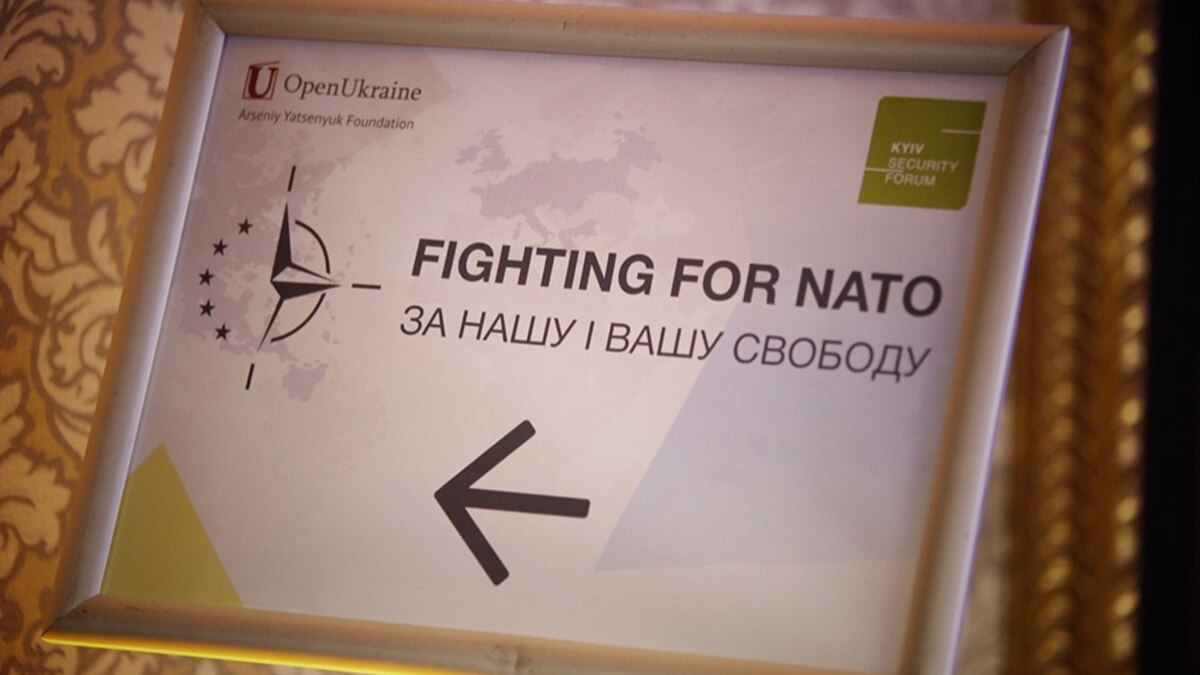 OpenUkraine
Arseniy Yatsenyuk Foundation
KYIV
SECURITY
FORUM
FIGHTING FOR NATO
ЗА НАШУ І ВАШУ СВОБОДУ